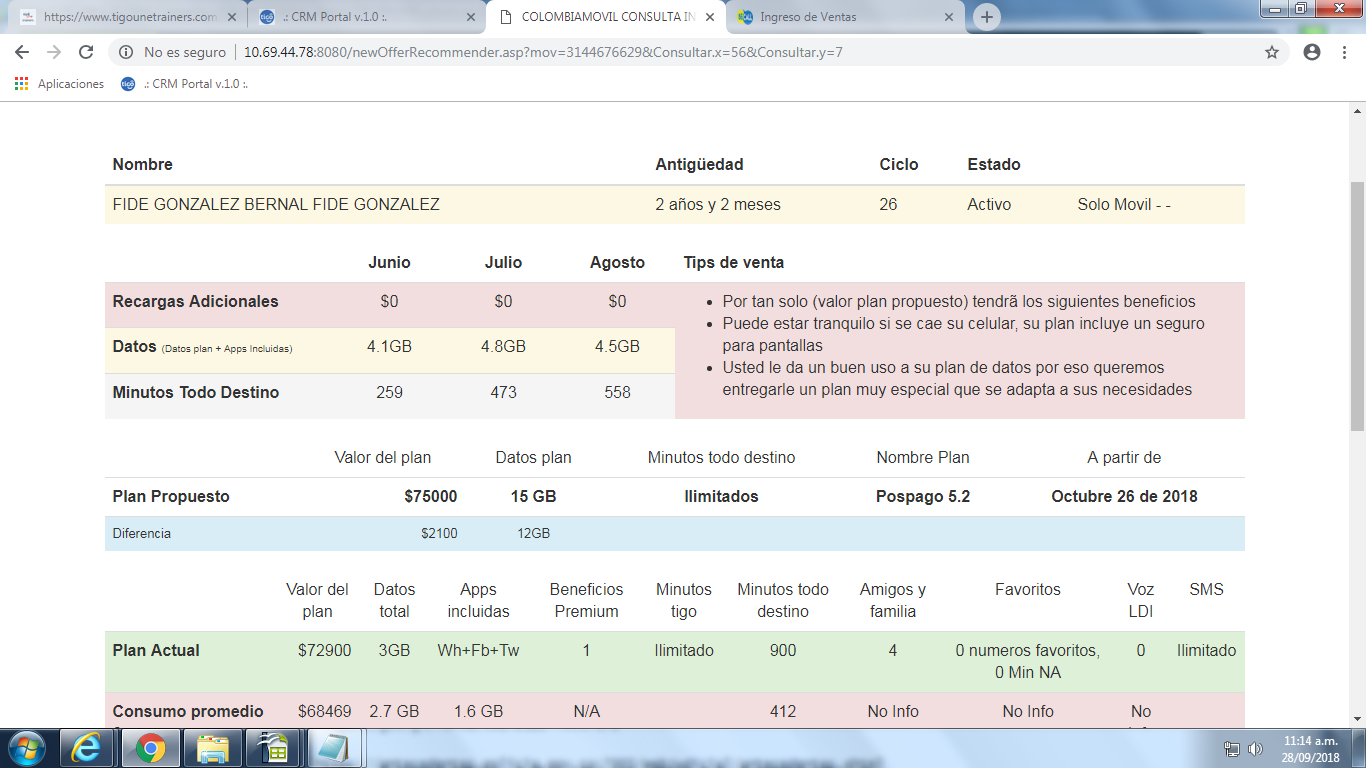 https://www.tigounetrainers.com
.: CRM Portal v.1.0 :.
COLOMBIAMOVIL CONSULTA IN
Ingreso de Ventas
No es seguro | 10.69.44.78:8080/newOfferRecommender.asp?mov=3144676629&Consultar.x=56&Consultar.y=7
Aplicaciones .: CRM Portal v.1.0 :.
Nombre Antigüedad Ciclo Estado
FIDE GONZALEZ BERNAL FIDE GONZALEZ 2 años y 2 meses 26 Activo Solo Movil - -
Junio Julio Agosto Tips de venta
Recargas Adicionales $0 $0 $0
Datos (Datos plan + Apps Incluidas) 4.1GB 4.8GB 4.5GB
Minutos Todo Destino 259 473 558
• Por tan solo (valor plan propuesto) tendrã los siguientes beneficios
• Puede estar tranquilo si se cae su celular, su plan incluye un seguro
para pantallas
• Usted le da un buen uso a su plan de datos por eso queremos
entregarle un plan muy especial que se adapta a sus necesidades
Valor del plan Datos plan Minutos todo destino Nombre Plan A partir de
Plan Propuesto $75000 15 GB Ilimitados Pospago 5.2 Octubre 26 de 2018
Diferencia $2100 12GB
Valor del Datos Apps Beneficios Minutos Minutos todo Amigos y Favoritos Voz SMS
plan total incluidas Premium tigo destino familia LDI
Plan Actual $72900 3GB Wh+Fb+Tw 1 Ilimitado 900 4 0 numeros favoritos, 0 Ilimitado
0 Min NA
Consumo promedio $68469 2.7 GB 1.6 GB N/A 412 No Info No Info No
11:14 a.m.
28/09/2018